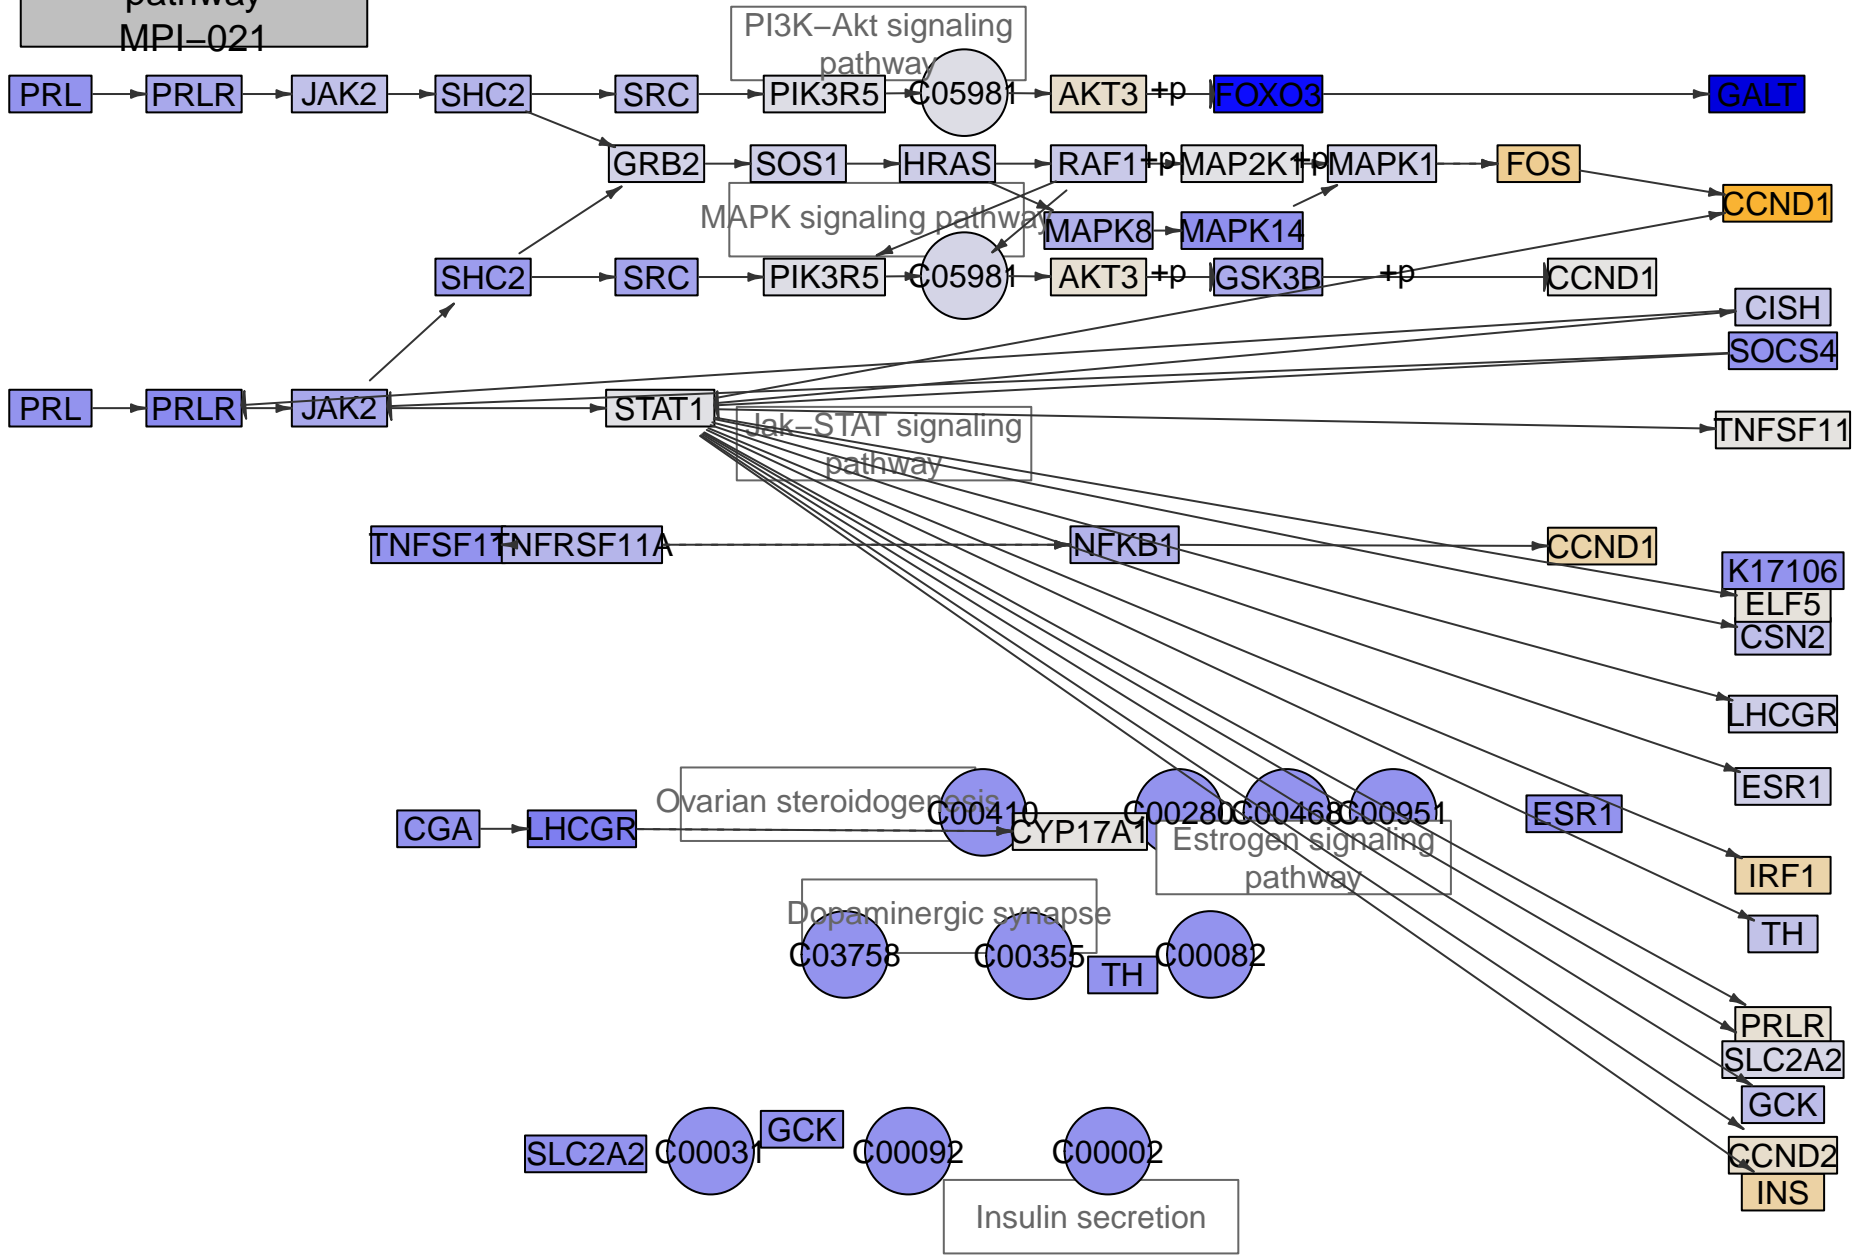 pathway
MPI−021
PI3K−Akt signaling
pathway
PRL
PRLR
JAK2
SHC2
SRC
PIK3R5
C05981
AKT3
+p
FOXO3
GALT
GRB2
SOS1
HRAS
RAF1
+p
MAP2K1
+p
MAPK1
FOS
CCND1
MAPK signaling pathway
MAPK8
MAPK14
SHC2
SRC
PIK3R5
C05981
AKT3
+p
GSK3B
+p
CCND1
CISH
SOCS4
PRL
PRLR
JAK2
STAT1
Jak−STAT signaling
pathway
TNFSF11
TNFSF11
TNFRSF11A
NFKB1
CCND1
K17106
ELF5
CSN2
LHCGR
ESR1
Ovarian steroidogenesis
CGA
LHCGR
C00410
CYP17A1
C00280
C00468
C00951
ESR1
Estrogen signaling
pathway
IRF1
TH
Dopaminergic synapse
C03758
C00355
TH
C00082
PRLR
SLC2A2
GCK
SLC2A2
C00031
GCK
C00092
C00002
CCND2
INS
Insulin secretion